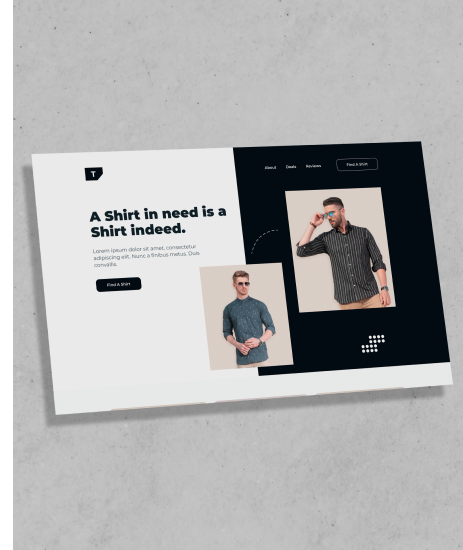 T
About Deals Reviews Find A Shirt
A Shirt in need is a
Shirt indeed.
Lorem ipsum dolor sit amet, consectetur
adipiscing elit. Nunc a finibus metus. Duis
convallis.
Find A Shirt